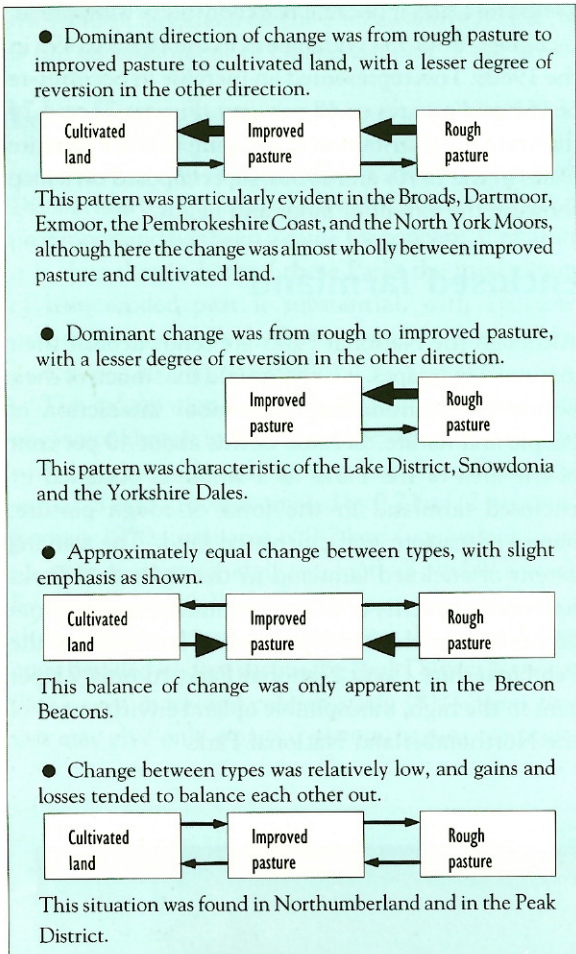 ● Dominant direction of change was from rough pasture to
improved pasture to cultivated land, with a lesser degree of
reversion in the other direction.
Cultivated land
Improved pasture
Rough pasture
This pattern was particularly evident in the Broads, Dartmoor,
Exmoor, the Pembrokeshire Coast, and the North York Moors,
although here the change was almost wholly between improved
pasture and cultivated land.
● Dominant change was from rough to improved pasture,
with a lesser degree of reversion in the other direction.
Improved pasture
Rough pasture
This pattern was characteristic of the Lake District, Snowdonia
and the Yorkshire Dales.
● Approximately equal change between types, with slight
emphasis as shown.
Cultivated land
Improved pasture
Rough pasture
This balance of change was only apparent in the Brecon
Beacons.
● Change between types was relatively low, and gains and
losses tended to balance each other out.
Cultivated land
Improved pasture
Rough pasture
This situation was found in Northumberland and in the Peak
District.